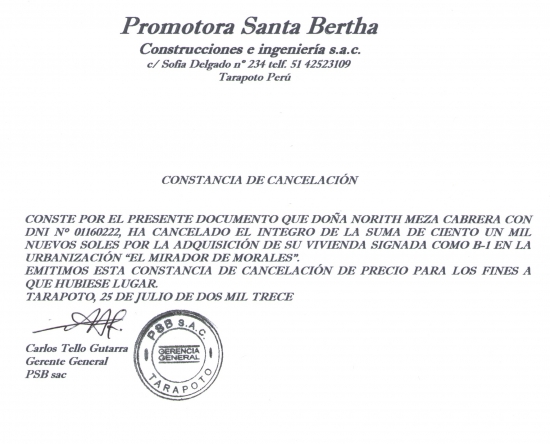 Promotora Santa Bertha
Construcciones e ingeniería s.a.c.
c/ Sofia Delgado nº 234 telf. 51 42523109
Tarapoto Perú
CONSTANCIA DE CANCELACIÓN
CONSTE POR EL PRESENTE DOCUMENTO QUE DOÑA NORITH MEZA CABRERA CON
DNI Nº 01160222, HA CANCELADO EL INTEGRO DE LA SUMA DE CIENTO UN MIL
NUEVOS SOLES POR LA ADQUISICIÓN DE SU VIVIENDA SIGNADA COMO B-1 EN LA
URBANIZACIÓN “EL MIRADOR DE MORALES”.
EMITIMOS ESTA CONSTANCIA DE CANCELACIÓN DE PRECIO PARA LOS FINES A
QUE HUBIESE LUGAR.
TARAPOTO, 25 DE JULIO DE DOS MIL TRECE
Carlos Tello Gutarra
Gerente General
PSB sac
PSB S.A.C.
GERENCIA
GENERAL
TARAPOTO